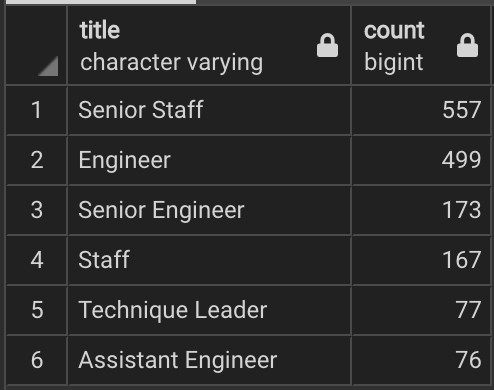 title count
character varying bigint
1 Senior Staff 557
2 Engineer 499
3 Senior Engineer 173
4 Staff 167
5 Technique Leader 77
6 Assistant Engineer 76